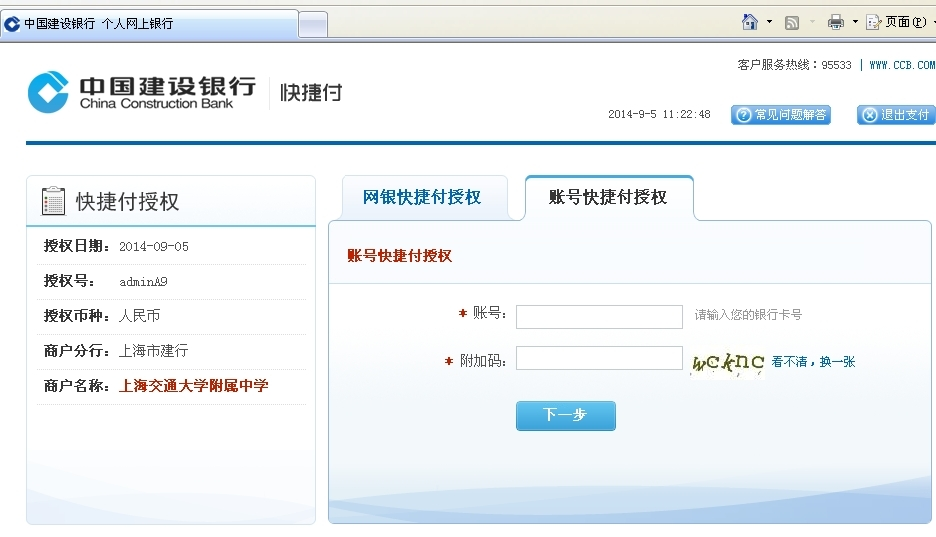 中国建设银行 个人网上银行
页面(P)
客户服务热线：95533 | WWW.CCB.COM
中国建设银行
China Construction Bank
快捷付
2014-9-5 11:22:48
常见问题解答
退出支付
快捷付授权
授权日期： 2014-09-05
授权号： adminA9
授权币种： 人民币
商户分行： 上海市建行
商户名称： 上海交通大学附属中学
网银快捷付授权
账号快捷付授权
账号快捷付授权
* 账号: 请输入您的银行卡号
* 附加码: wcknc 看不清，换一张
下一步